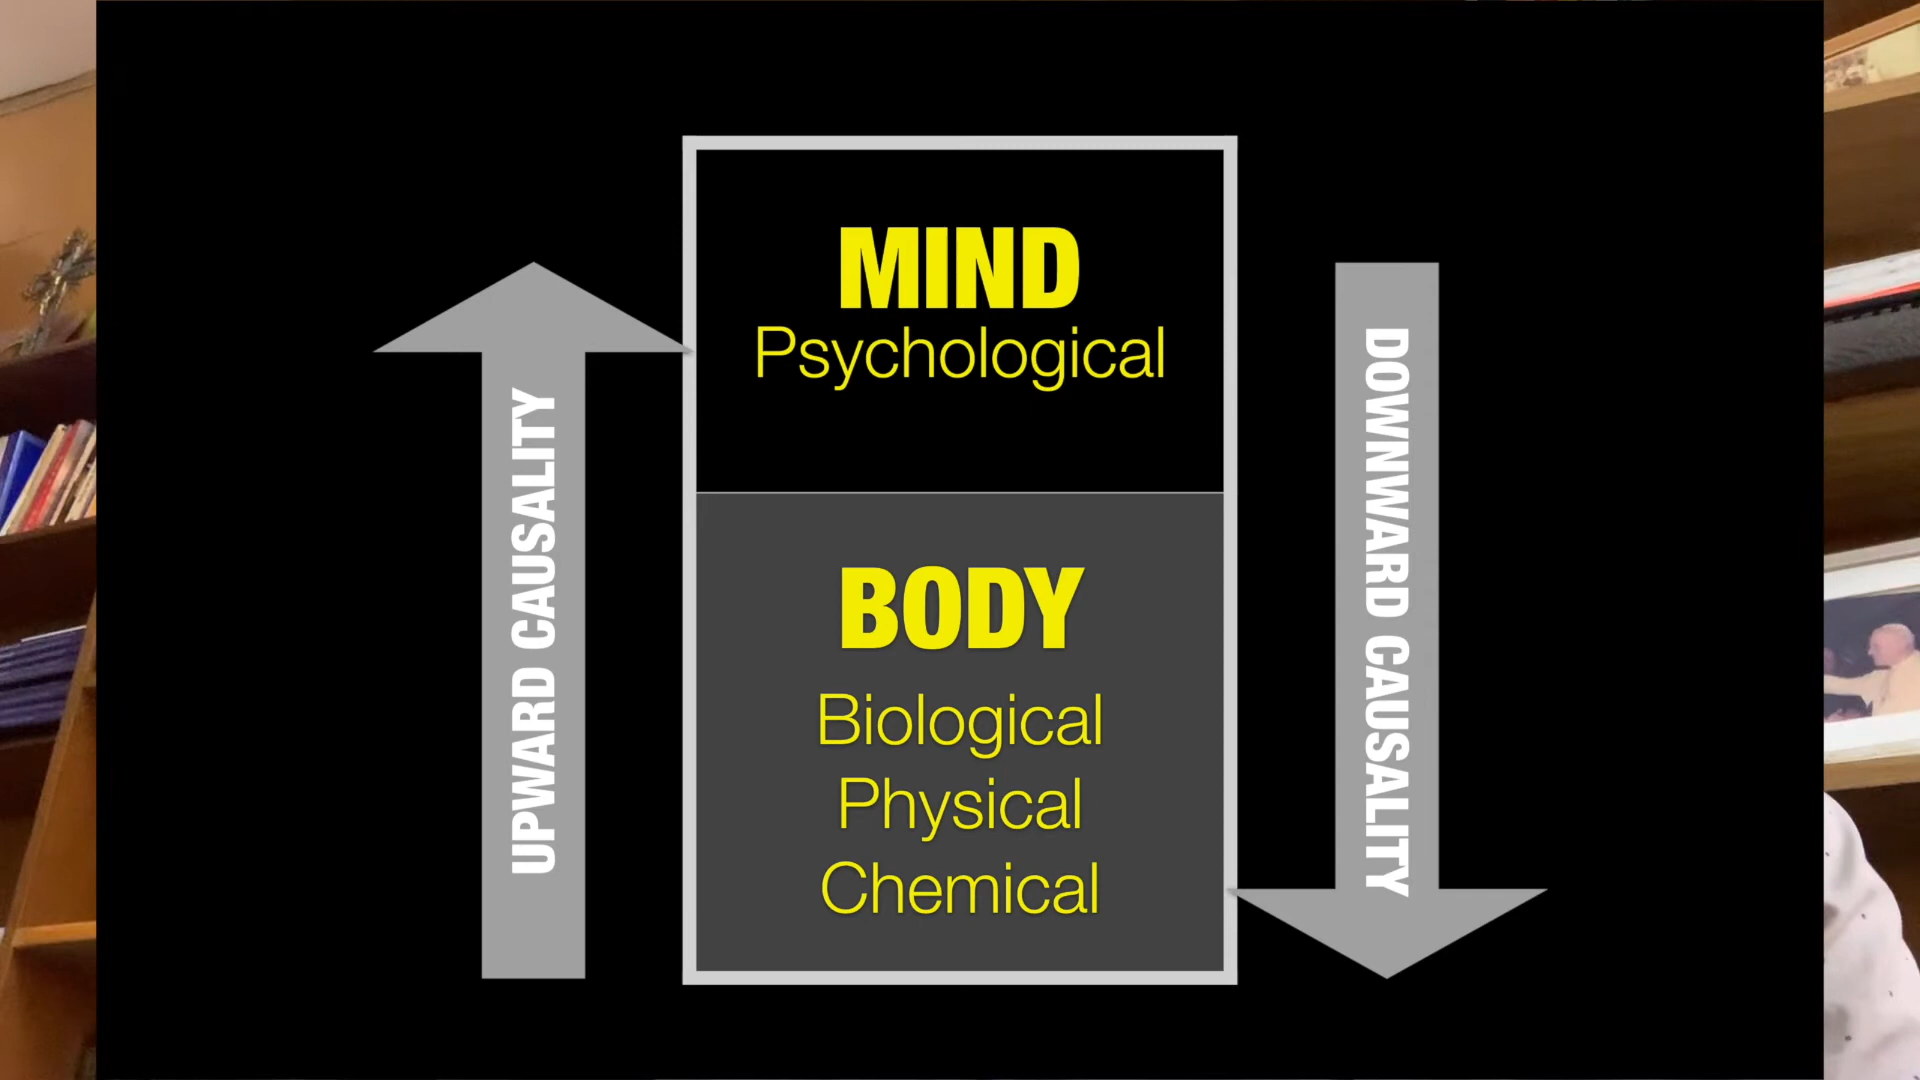 MIND
Psychological
UPWARD CAUSALITY
DOWNWARD CAUSALITY
BODY
Biological
Physical
Chemical